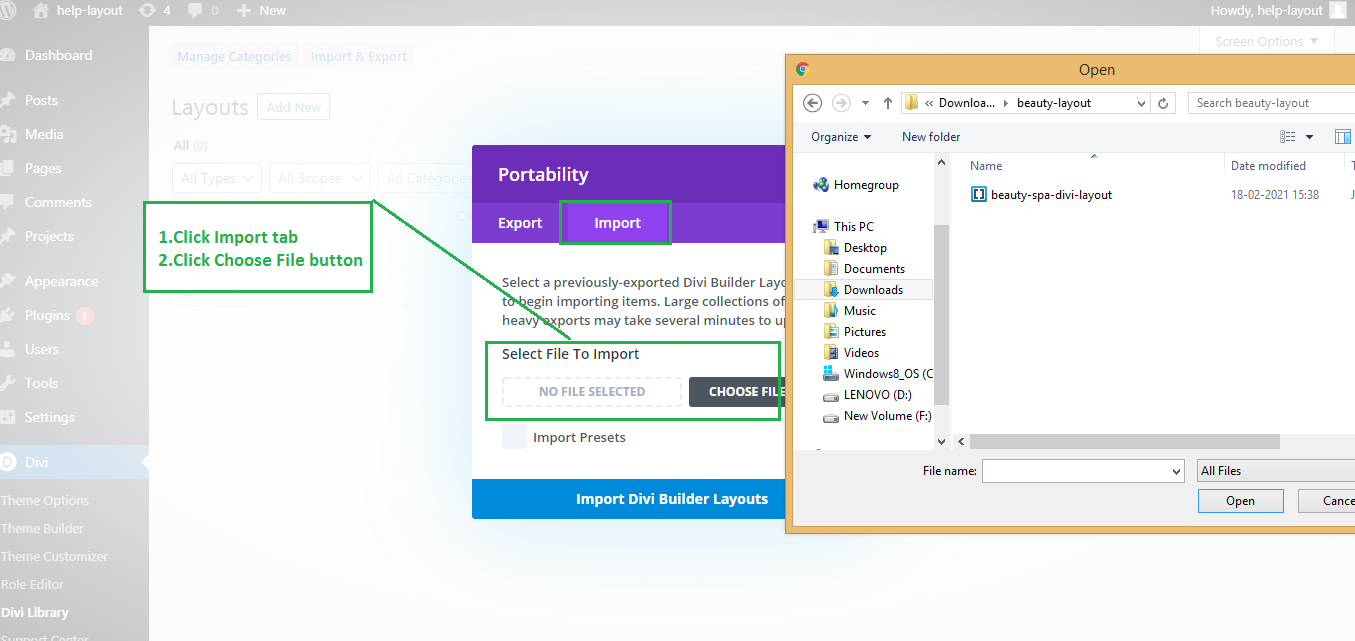 help-layout
4
0
New
Howdy, help-layout
Dashboard
Posts
Media
Pages
Comments
Projects
Appearance
Plugins 1
Users
Tools
Settings
Divi
Theme Options
Theme Builder
Theme Customizer
Role Editor
Divi Library
Support Center
Manage Categories
Import & Export
Screen Options
Layouts
Add New
All (0)
All Types
All Scopes
All Categories
1.Click Import tab
2.Click Choose File button
Portability
Export
Import
Select a previously-exported Divi Builder Layo
to begin importing items. Large collections of
heavy exports may take several minutes to up
Select File To Import
NO FILE SELECTED
CHOOSE FILE
Import Presets
Import Divi Builder Layouts
Open
« Downloa...
beauty-layout
Search beauty-layout
Organize
New folder
Homegroup
This PC
Desktop
Documents
Downloads
Music
Pictures
Videos
Windows8_OS (C
LENOVO (D:)
New Volume (F:)
Name
Date modified
beauty-spa-divi-layout
18-02-2021 15:38
File name:
All Files
Open
Cance